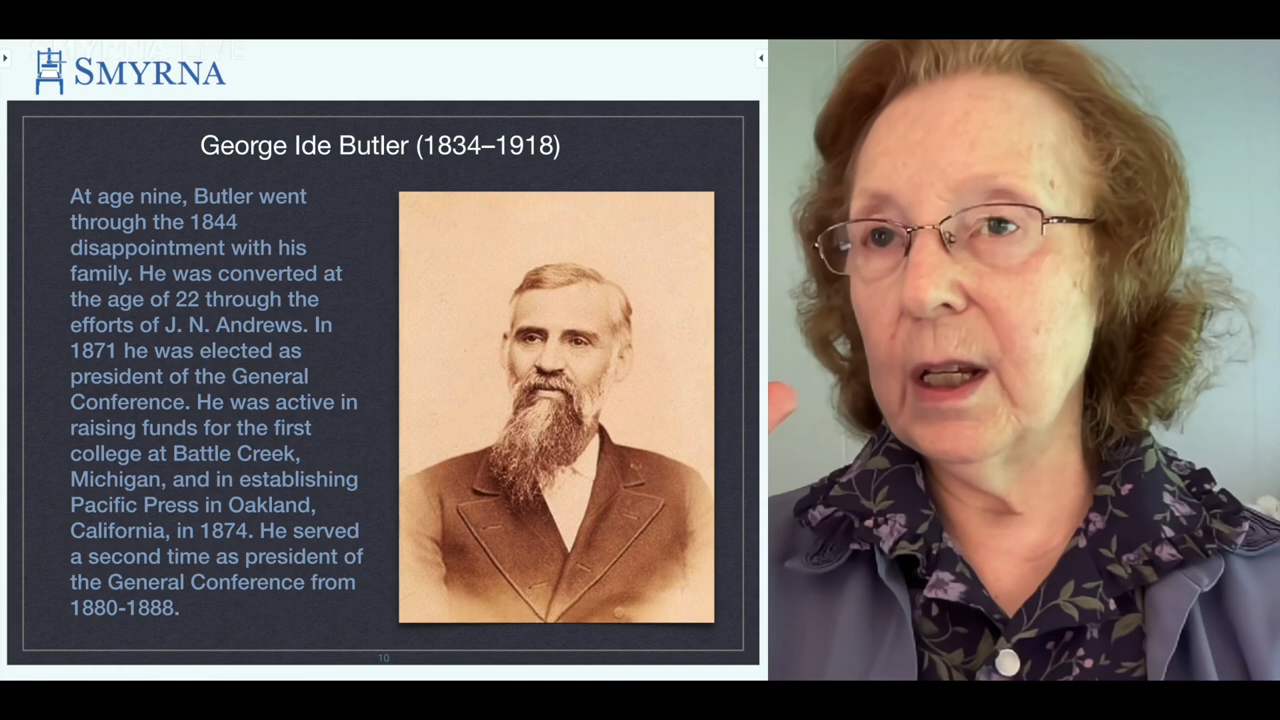 SMYRNA LIVE
SMYRNA
George Ide Butler (1834–1918)
At age nine, Butler went
through the 1844
disappointment with his
family. He was converted at
the age of 22 through the
efforts of J. N. Andrews. In
1871 he was elected as
president of the General
Conference. He was active in
raising funds for the first
college at Battle Creek,
Michigan, and in establishing
Pacific Press in Oakland,
California, in 1874. He served
a second time as president of
the General Conference from
1880-1888.
10